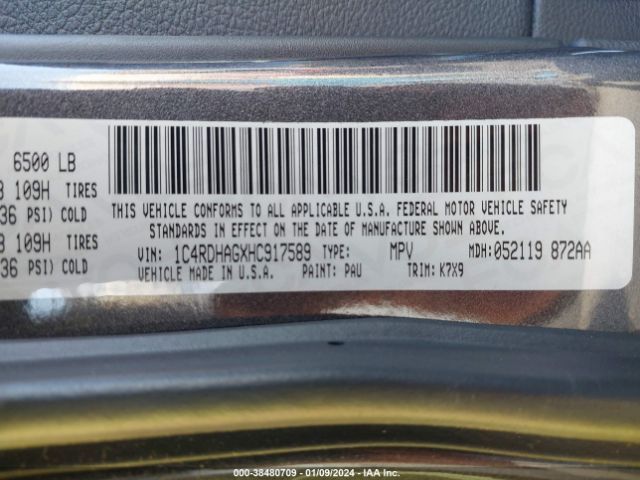 6500 LB
109H TIRES
36 PSI) COLD
109H TIRES
36 PSI) COLD
THIS VEHICLE CONFORMS TO ALL APPLICABLE U.S.A. FEDERAL MOTOR VEHICLE SAFETY
STANDARDS IN EFFECT ON THE DATE OF MANUFACTURE SHOWN ABOVE.
VIN: 1C4RDHAGXHC917589 TYPE: MPV MDH: 052119 872AA
VEHICLE MADE IN U.S.A. PAINT: PAU TRIM: K7X9
000-38480709 - 01/09/2024 - IAA Inc.